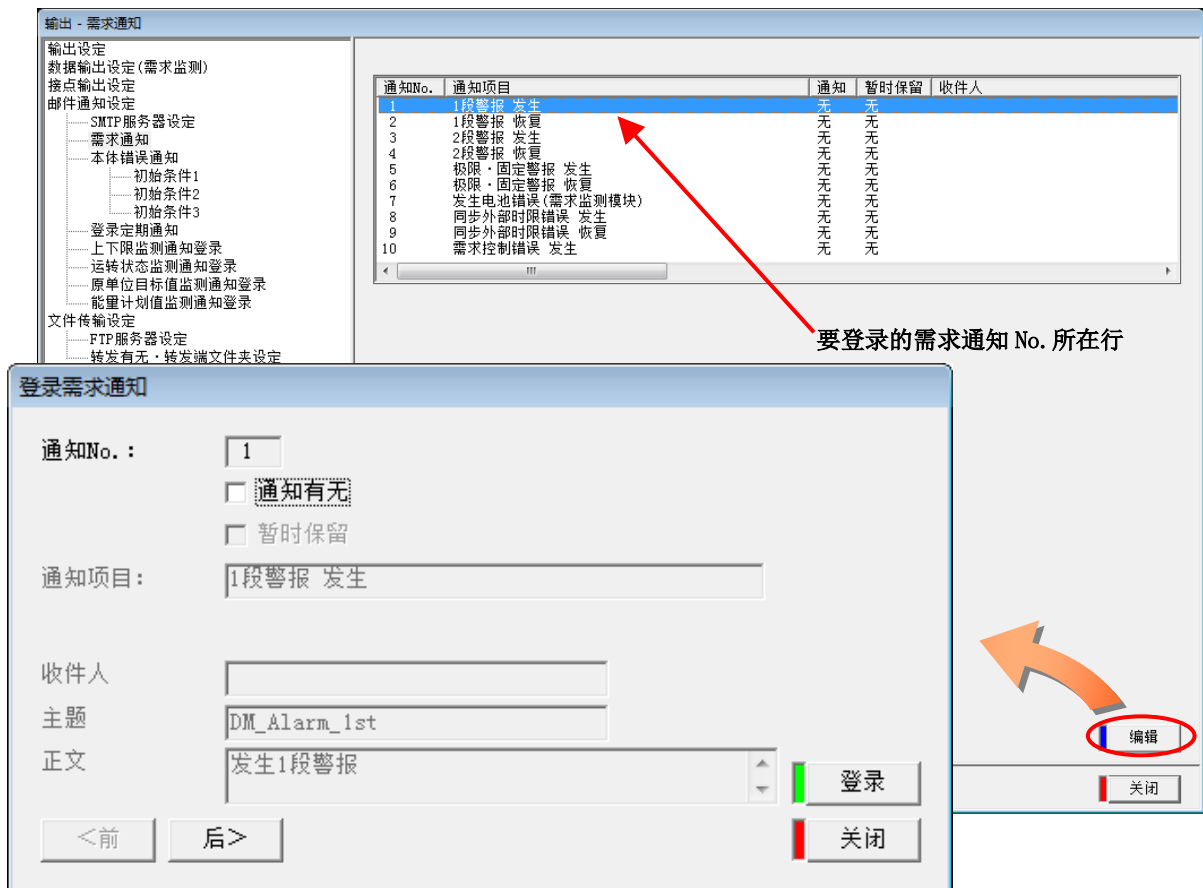 输出 - 需求通知
输出设定
数据输出设定(需求监测)
接点输出设定
邮件通知设定
SMTP服务器设定
需求通知
本体错误通知
初始条件1
初始条件2
初始条件3
登录定期通知
上下限监测通知登录
运转状态监测通知登录
原单位目标值监测通知登录
能量计划值监测通知登录
文件传输设定
FTP服务器设定
转发有无・转发端文件夹设定
通知No. 通知项目 通知 暂时保留 收件人
1 1段警报 发生 无 无
2 1段警报 恢复 无 无
3 2段警报 发生 无 无
4 2段警报 恢复 无 无
5 极限・固定警报 发生 无 无
6 极限・固定警报 恢复 无 无
7 发生电池错误(需求监测模块) 无 无
8 同步外部时限错误 发生 无 无
9 同步外部时限错误 恢复 无 无
10 需求控制错误 发生 无 无
要登录的需求通知 No. 所在行
编辑
关闭
登录需求通知
通知No.: 1
通知有无
暂时保留
通知项目: 1段警报 发生
收件人
主题 DM_Alarm_1st
正文 发生1段警报
登录
<前 后>
关闭